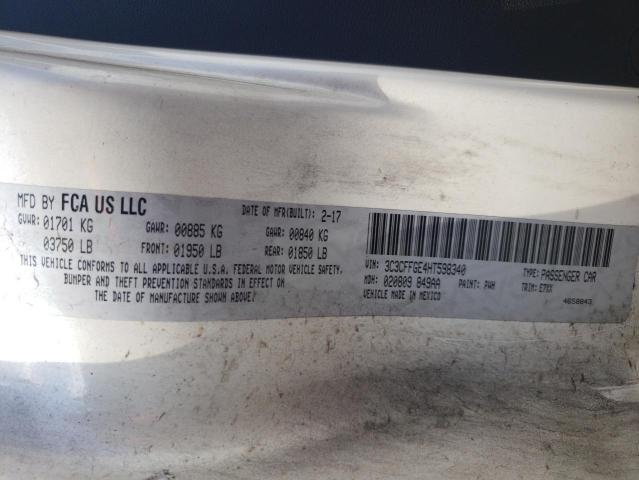 MFD BY FCA US LLC DATE OF MFR(BUILT): 2-17
GVWR: 01701 KG GAWR: 00885 KG GAWR: 00840 KG
03750 LB FRONT: 01950 LB REAR: 01850 LB
THIS VEHICLE CONFORMS TO ALL APPLICABLE U.S.A. FEDERAL MOTOR VEHICLE SAFETY,
BUMPER AND THEFT PREVENTION STANDARDS IN EFFECT ON
THE DATE OF MANUFACTURE SHOWN ABOVE.
VIN: 3C3CFFGE4HT598340 TYPE: PASSENGER CAR
MDH: 020809 849AA PAINT: PWH TRIM: E7XX
VEHICLE MADE IN MEXICO 4658843